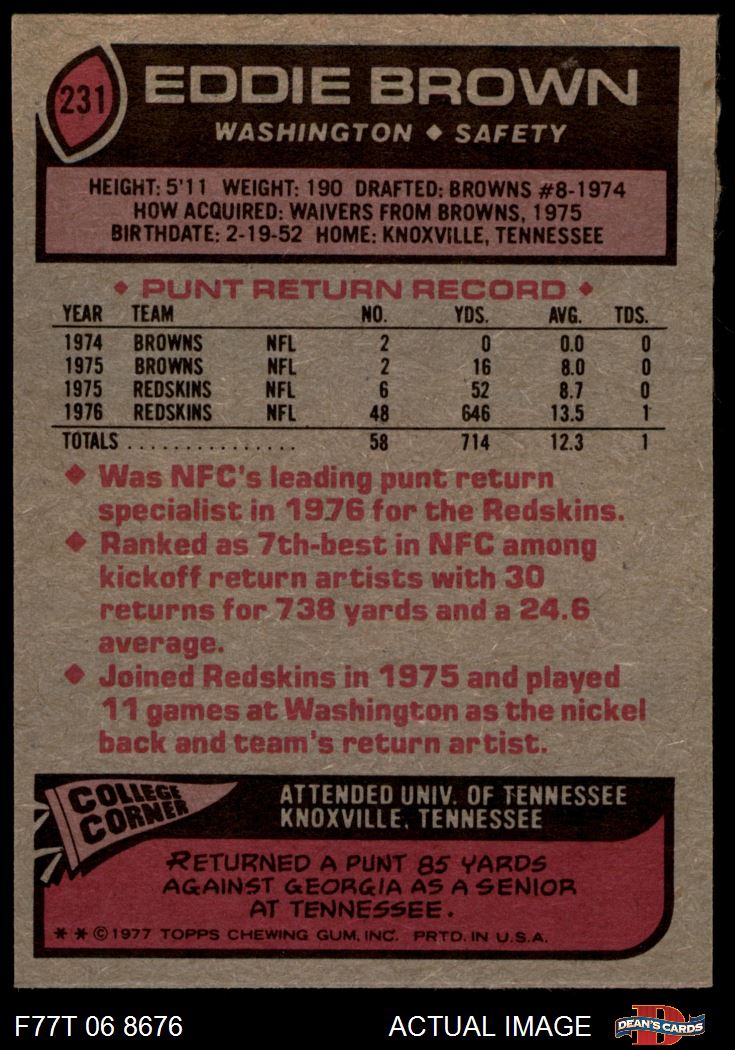 231
EDDIE BROWN
WASHINGTON ◆ SAFETY
HEIGHT: 5'11 WEIGHT: 190 DRAFTED: BROWNS #8-1974
HOW ACQUIRED: WAIVERS FROM BROWNS, 1975
BIRTHDATE: 2-19-52 HOME: KNOXVILLE, TENNESSEE
◆ PUNT RETURN RECORD ◆
YEAR TEAM NO. YDS. AVG. TDS.
1974 BROWNS NFL 2 0 0.0 0
1975 BROWNS NFL 2 16 8.0 0
1975 REDSKINS NFL 6 52 8.7 0
1976 REDSKINS NFL 48 646 13.5 1
TOTALS ................ 58 714 12.3 1
◆ Was NFC's leading punt return
specialist in 1976 for the Redskins.
◆ Ranked as 7th-best in NFC among
kickoff return artists with 30
returns for 738 yards and a 24.6
average.
◆ Joined Redskins in 1975 and played
11 games at Washington as the nickel
back and team's return artist.
COLLEGE
CORNER
ATTENDED UNIV. OF TENNESSEE
KNOXVILLE, TENNESSEE
RETURNED A PUNT 85 YARDS
AGAINST GEORGIA AS A SENIOR
AT TENNESSEE.
* * © 1977 TOPPS CHEWING GUM, INC. PRTD. IN U.S.A.
F77T 06 8676
ACTUAL IMAGE
D
DEAN'S CARDS